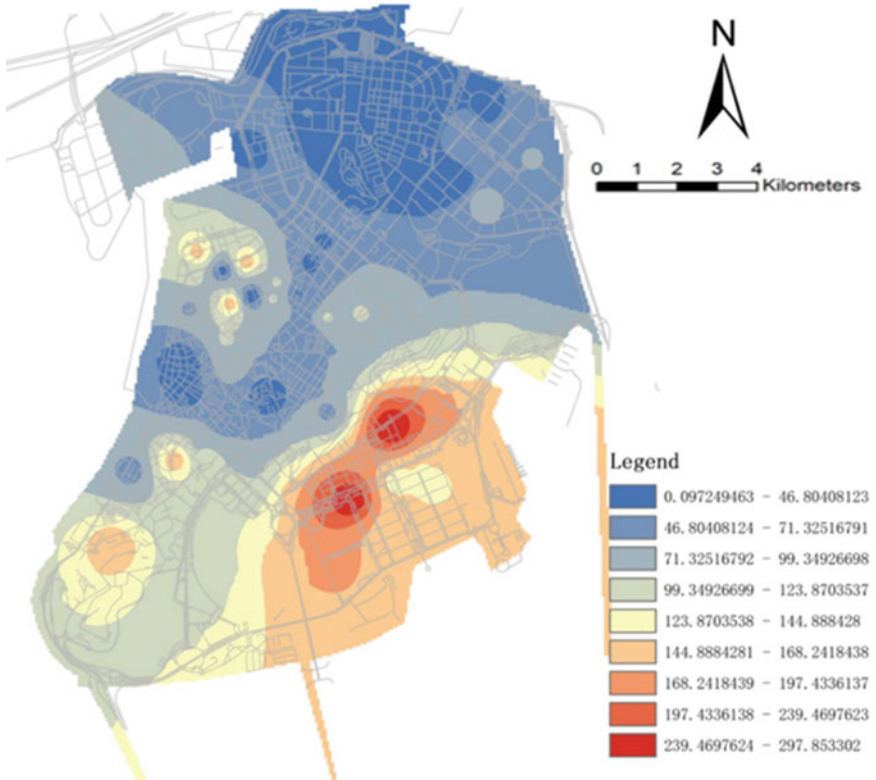 N
0 1 2 3 4
Kilometers
Legend
0.097249463 - 46.80408123
46.80408124 - 71.32516791
71.32516792 - 99.34926698
99.34926699 - 123.8703537
123.8703538 - 144.888428
144.8884281 - 168.2418438
168.2418439 - 197.4336137
197.4336138 - 239.4697623
239.4697624 - 297.853302